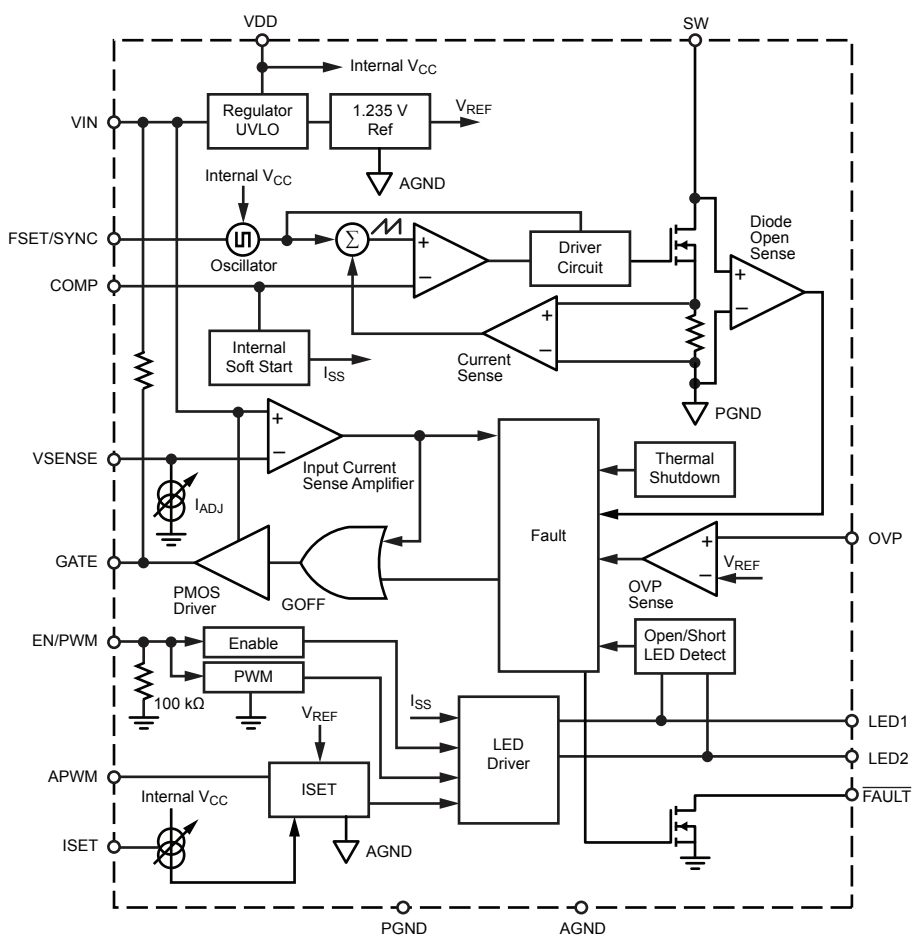 VDD
SW
Internal VCC
VIN
Regulator
UVLO
1.235 V
Ref
VREF
AGND
Internal VCC
FSET/SYNC
Oscillator
Σ
+
−
Driver
Circuit
Diode
Open
Sense
+
−
COMP
Internal
Soft Start
ISS
+
−
Current
Sense
PGND
+
−
VSENSE
Input Current
Sense Amplifier
IADJ
Thermal
Shutdown
Fault
GATE
PMOS
Driver
GOFF
+
−
VREF
OVP
OVP
Sense
EN/PWM
Enable
PWM
100 kΩ
Open/Short
LED Detect
ISS
VREF
LED
Driver
LED1
LED2
APWM
ISET
FAULT
Internal VCC
ISET
AGND
PGND
AGND